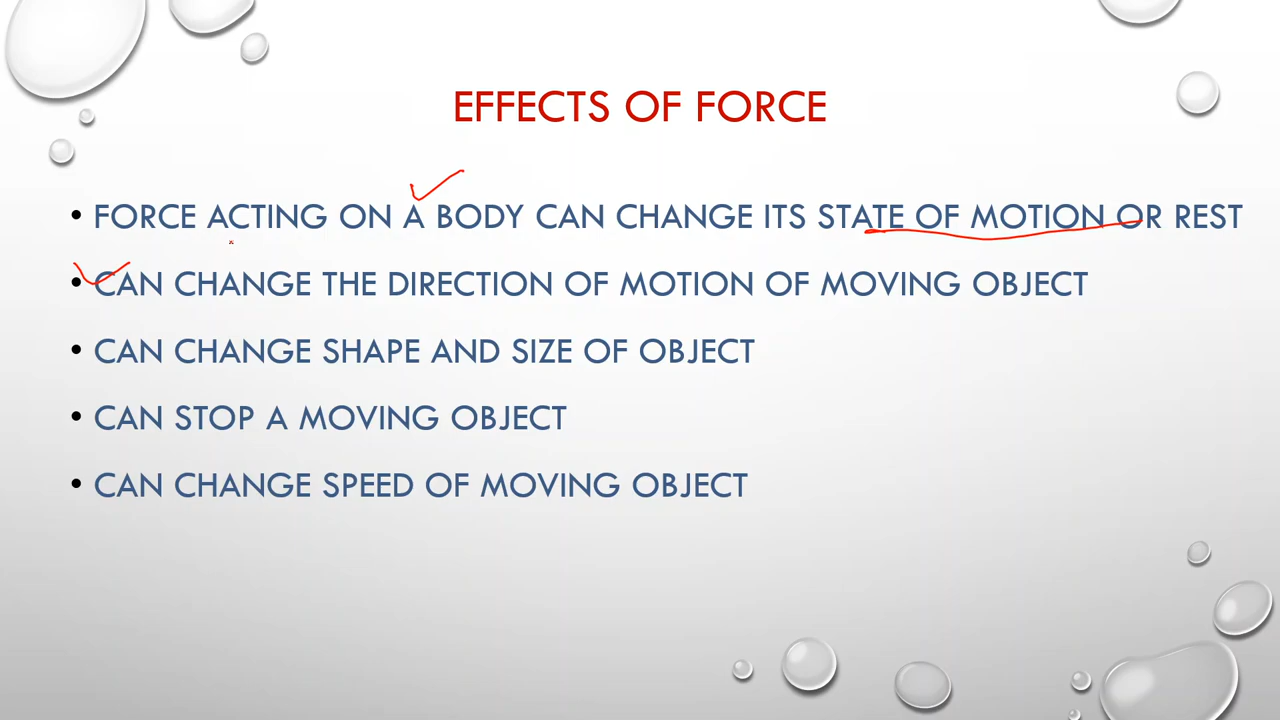 EFFECTS OF FORCE
• FORCE ACTING ON A BODY CAN CHANGE ITS STATE OF MOTION OR REST
• CAN CHANGE THE DIRECTION OF MOTION OF MOVING OBJECT
• CAN CHANGE SHAPE AND SIZE OF OBJECT
• CAN STOP A MOVING OBJECT
• CAN CHANGE SPEED OF MOVING OBJECT